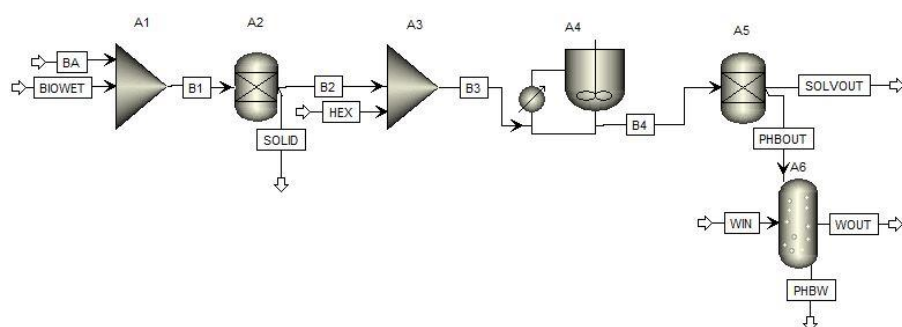 A1
A2
A3
A4
A5
BA
BIOWET
B1
B2
HEX
B3
B4
SOLVOUT
SOLID
PHBOUT
A6
WIN
WOUT
PHBW